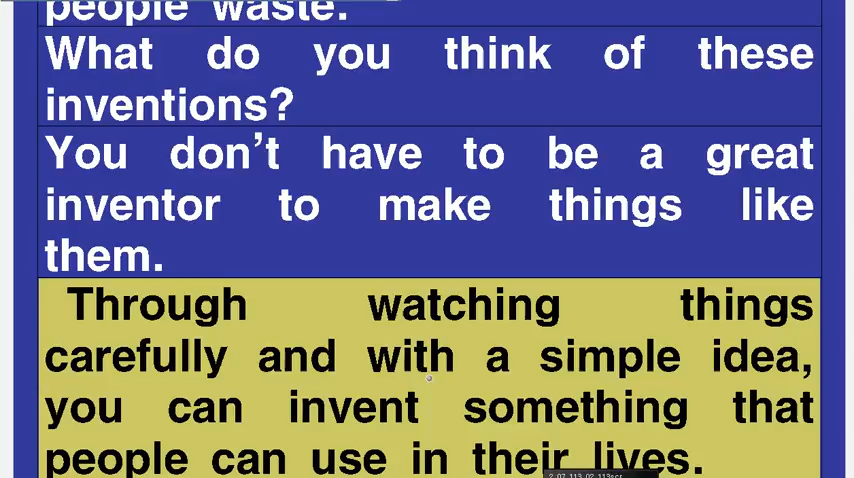 people waste.
What do you think of these
inventions?
You don't have to be a great
inventor to make things like
them.
Through watching things
carefully and with a simple idea,
you can invent something that
people can use in their lives.